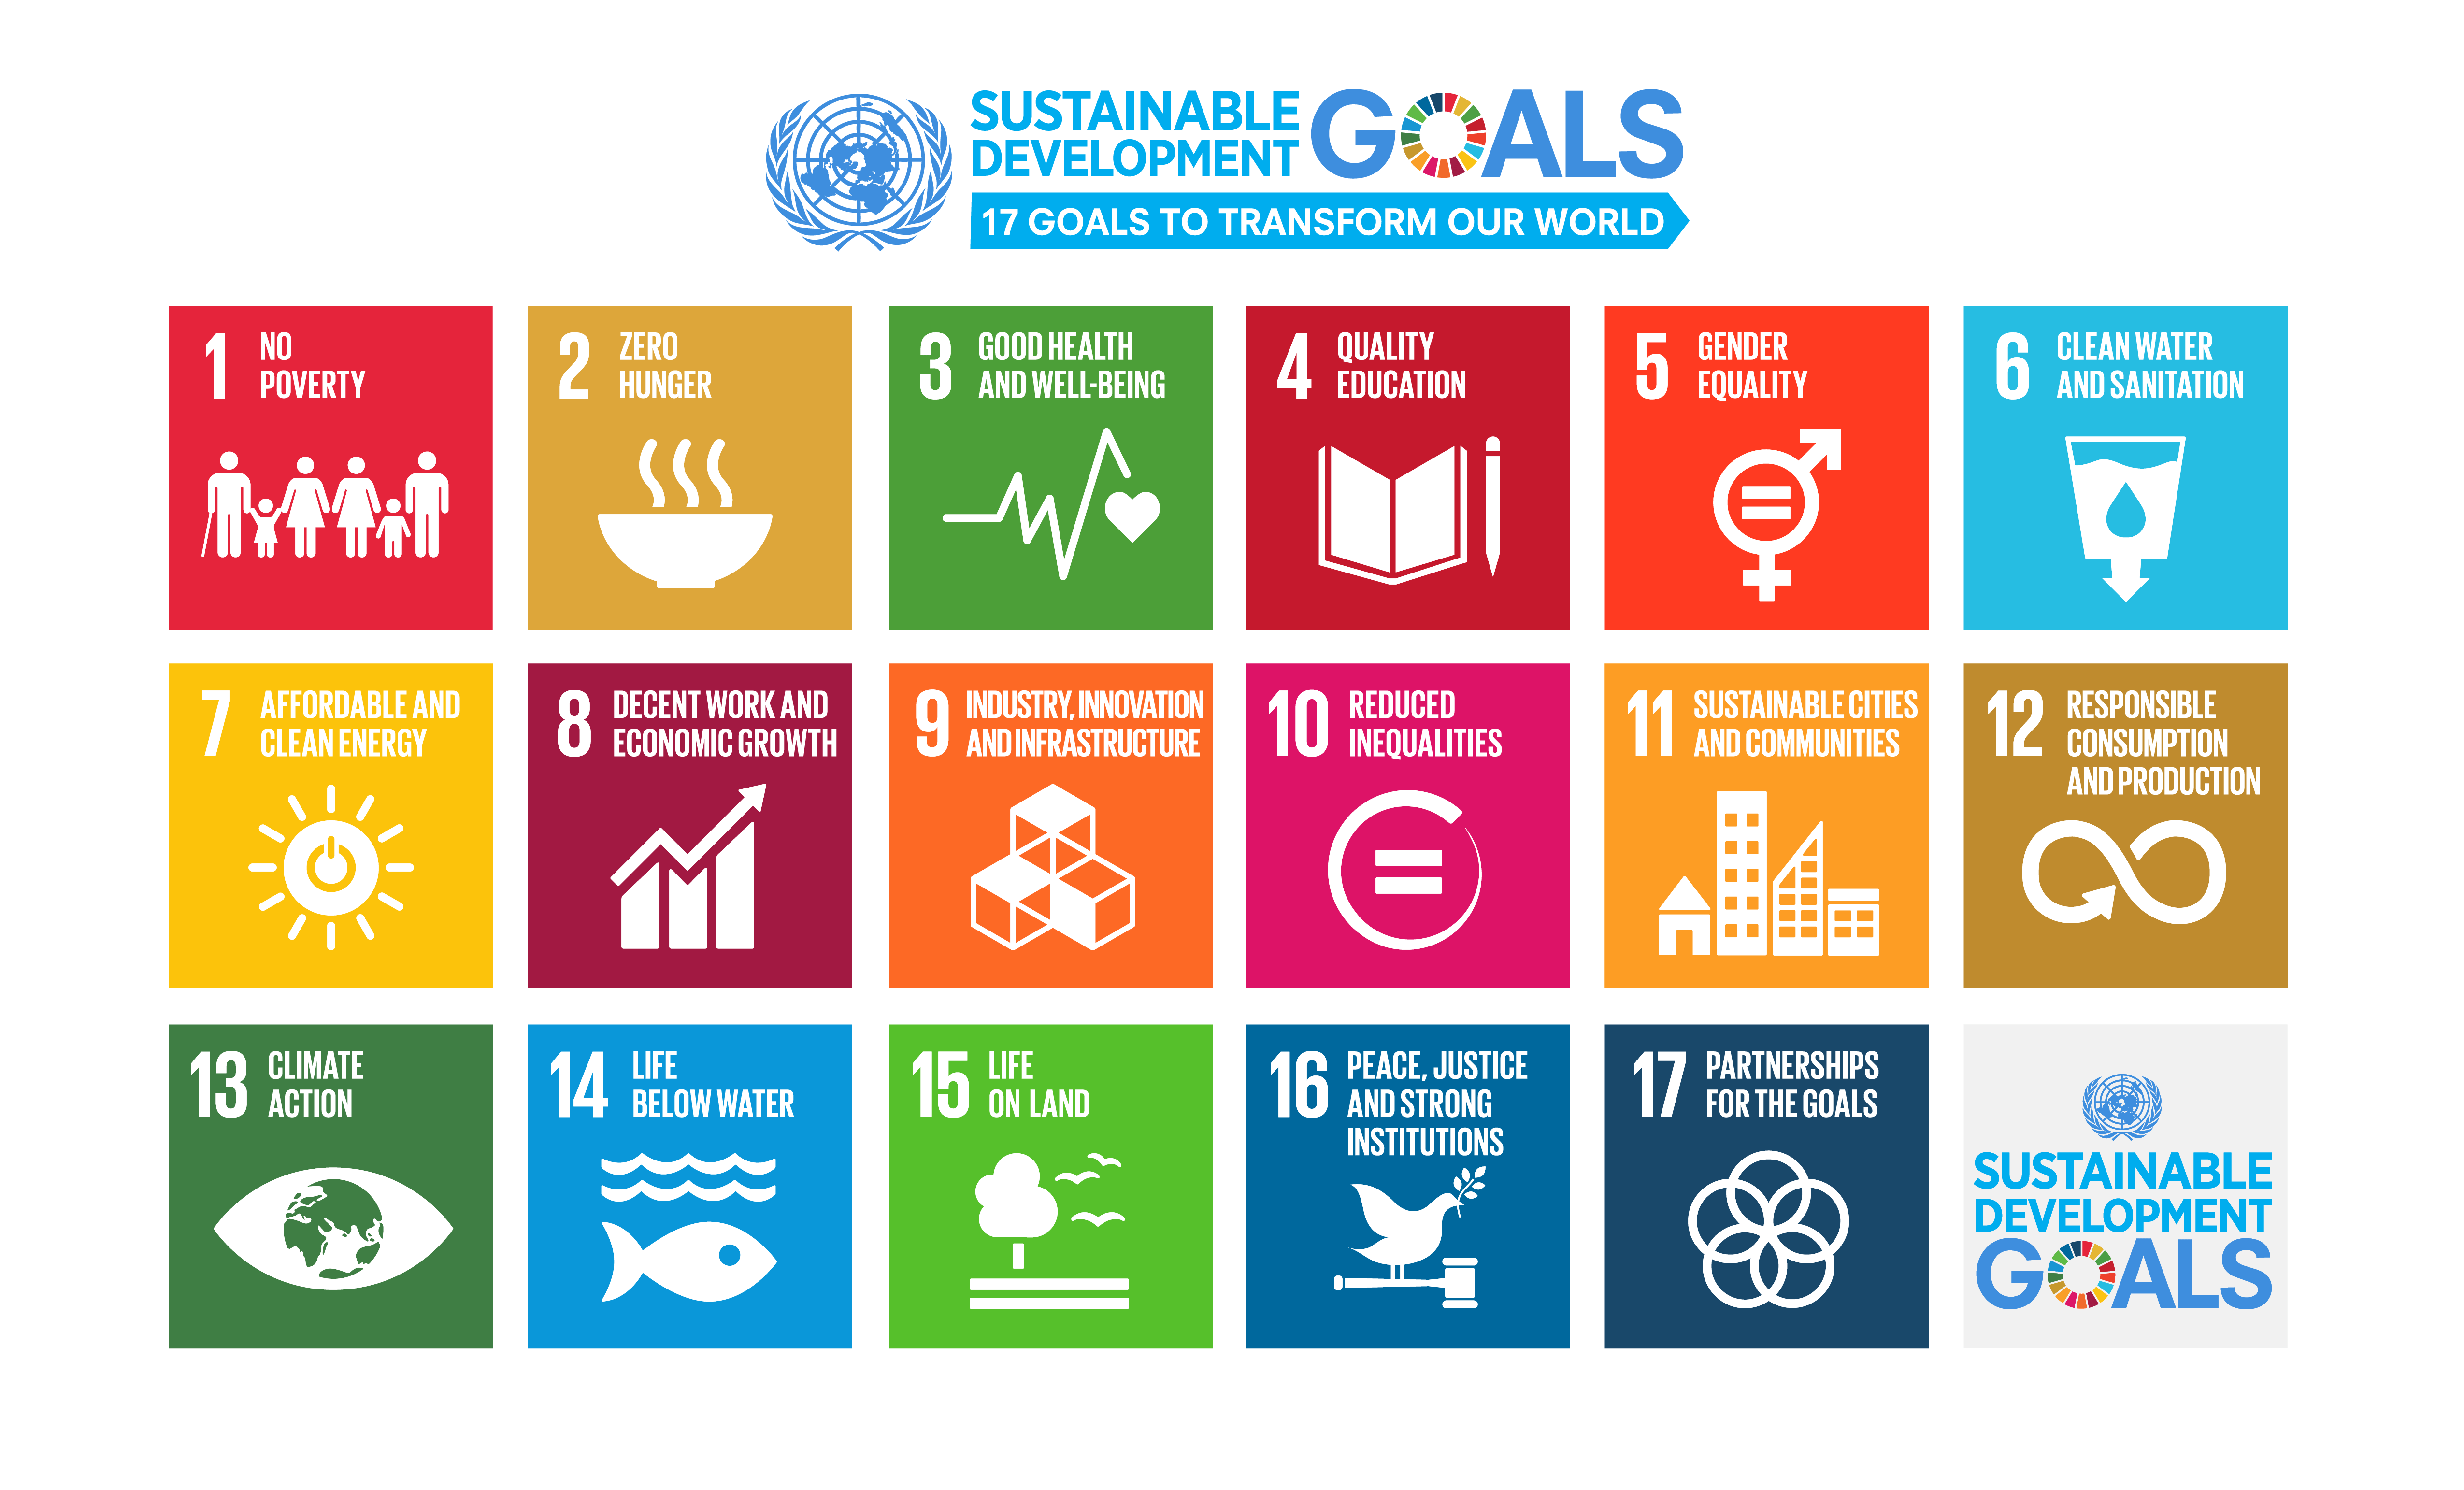 SUSTAINABLE
DEVELOPMENT
GOALS
17 GOALS TO TRANSFORM OUR WORLD
1 NO
POVERTY
2 ZERO
HUNGER
3 GOOD HEALTH
AND WELL-BEING
4 QUALITY
EDUCATION
5 GENDER
EQUALITY
6 CLEAN WATER
AND SANITATION
7 AFFORDABLE AND
CLEAN ENERGY
8 DECENT WORK AND
ECONOMIC GROWTH
9 INDUSTRY, INNOVATION
AND INFRASTRUCTURE
10 REDUCED
INEQUALITIES
11 SUSTAINABLE CITIES
AND COMMUNITIES
12 RESPONSIBLE
CONSUMPTION
AND PRODUCTION
13 CLIMATE
ACTION
14 LIFE
BELOW WATER
15 LIFE
ON LAND
16 PEACE, JUSTICE
AND STRONG
INSTITUTIONS
17 PARTNERSHIPS
FOR THE GOALS
SUSTAINABLE
DEVELOPMENT
GOALS